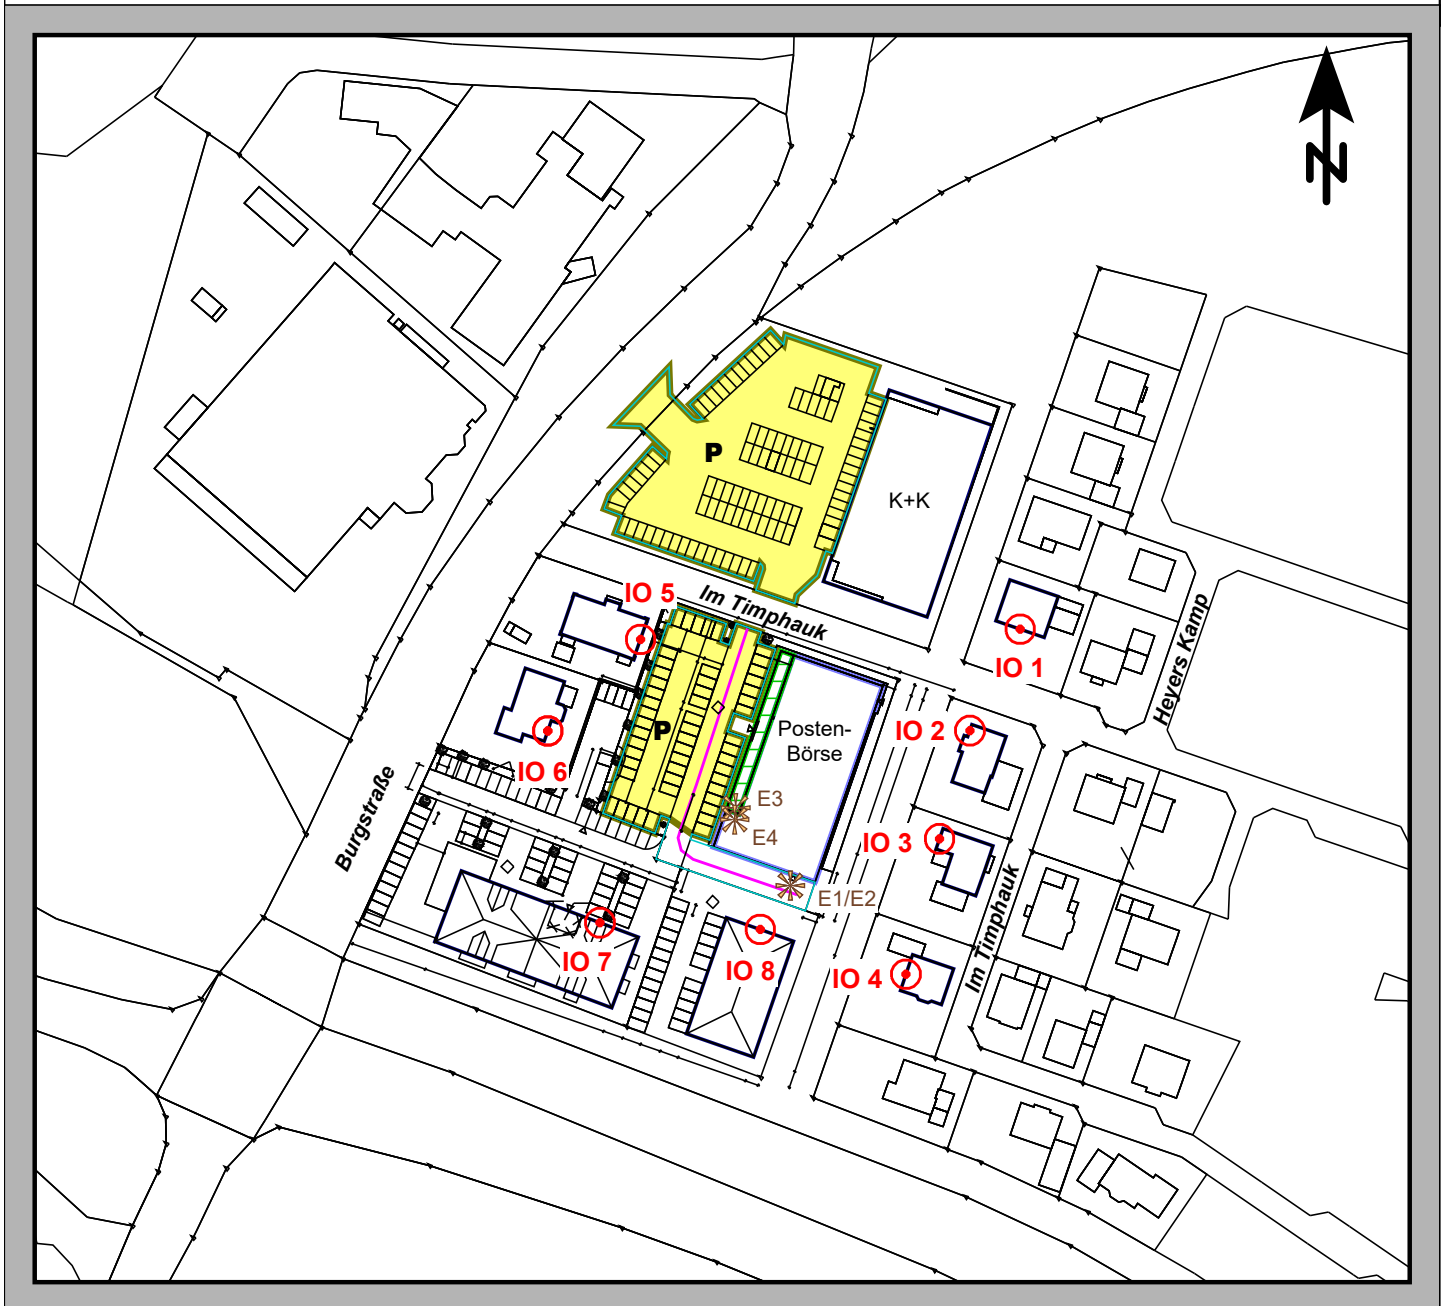 N
P
K+K
IO 5
Im Timphauk
IO 1
Heyers Kamp
P
Posten-
Börse
IO 2
IO 6
Burgstraße
E3
E4
IO 3
E1/E2
Im Timphauk
IO 7
IO 8
IO 4